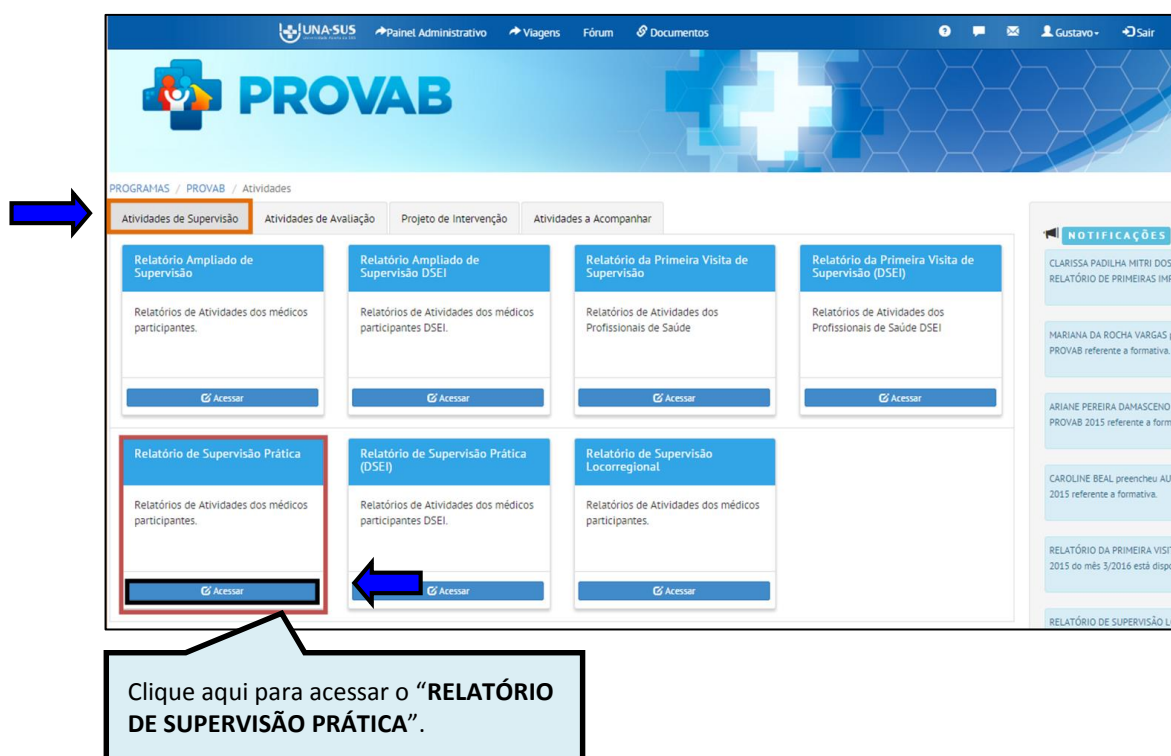 UNA-SUS Painel Administrativo Viagens Fórum Documentos Gustavo Sair
PROVAB
PROGRAMAS / PROVAB / Atividades
Atividades de Supervisão Atividades de Avaliação Projeto de Intervenção Atividades a Acompanhar
Relatório Ampliado de
Supervisão
Relatórios de Atividades dos médicos
participantes.
Acessar
Relatório Ampliado de
Supervisão DSEI
Relatórios de Atividades dos médicos
participantes DSEI.
Acessar
Relatório da Primeira Visita de
Supervisão
Relatórios de Atividades dos
Profissionais de Saúde
Acessar
Relatório da Primeira Visita de
Supervisão (DSEI)
Relatórios de Atividades dos
Profissionais de Saúde DSEI
Acessar
Relatório de Supervisão Prática
Relatórios de Atividades dos médicos
participantes.
Acessar
Relatório de Supervisão Prática
(DSEI)
Relatórios de Atividades dos médicos
participantes DSEI.
Acessar
Relatório de Supervisão
Locorregional
Relatórios de Atividades dos médicos
participantes.
Acessar
NOTIFICAÇÕES
CLARISSA PADILHA MITRI DOS
RELATÓRIO DE PRIMEIRAS
MARIANA DA ROCHA VARGAS
PROVAB referente a formativa.
ARIANE PEREIRA DAMASCENO
PROVAB 2015 referente a
CAROLINE BEAL preencheu
2015 referente a formativa.
RELATÓRIO DA PRIMEIRA
2015 do mês 3/2016 está
RELATÓRIO DE SUPERVISÃO
Clique aqui para acessar o “RELATÓRIO
DE SUPERVISÃO PRÁTICA”.